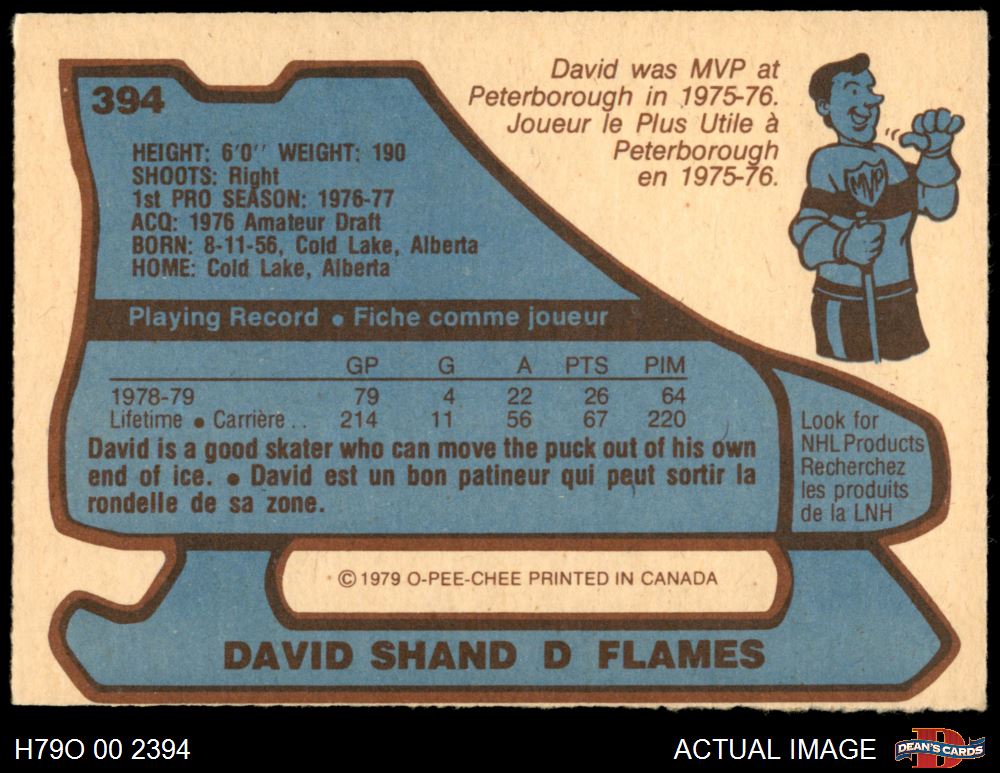 394
David was MVP at
Peterborough in 1975-76.
Joueur le Plus Utile à
Peterborough
en 1975-76.
MVP
HEIGHT: 6'0'' WEIGHT: 190
SHOOTS: Right
1st PRO SEASON: 1976-77
ACQ: 1976 Amateur Draft
BORN: 8-11-56, Cold Lake, Alberta
HOME: Cold Lake, Alberta
Playing Record • Fiche comme joueur
GP G A PTS PIM
1978-79 79 4 22 26 64
Lifetime • Carrière . . 214 11 56 67 220
David is a good skater who can move the puck out of his own
end of ice. • David est un bon patineur qui peut sortir la
rondelle de sa zone.
Look for
NHL Products
Recherchez
les produits
de la LNH
© 1979 O-PEE-CHEE PRINTED IN CANADA
DAVID SHAND D FLAMES
H79O 00 2394
ACTUAL IMAGE
D
DEAN'S CARDS